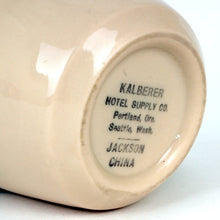 KALBERER
HOTEL SUPPLY CO.
Portland, Ore.
Seattle, Wash.
JACKSON
CHINA